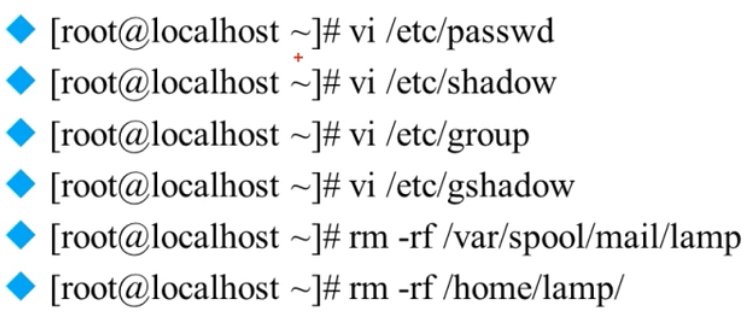 [root@localhost ~]# vi /etc/passwd
[root@localhost ~]# vi /etc/shadow
[root@localhost ~]# vi /etc/group
[root@localhost ~]# vi /etc/gshadow
[root@localhost ~]# rm -rf /var/spool/mail/lamp
[root@localhost ~]# rm -rf /home/lamp/